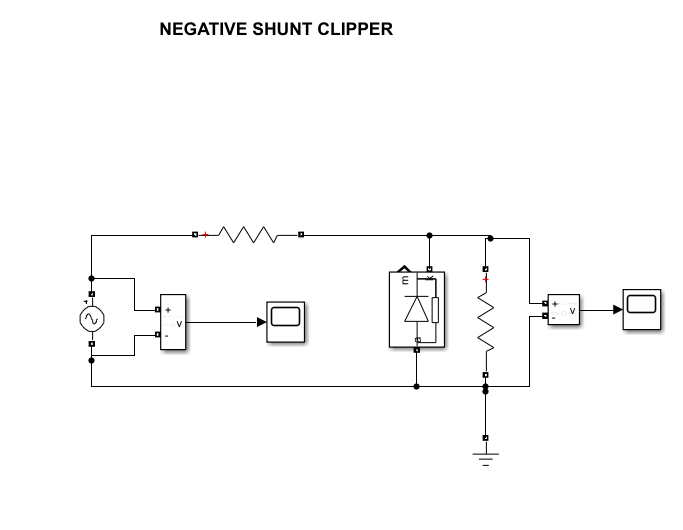 NEGATIVE SHUNT CLIPPER
+
+
m
k
+
v
-
a
+
+
v
-